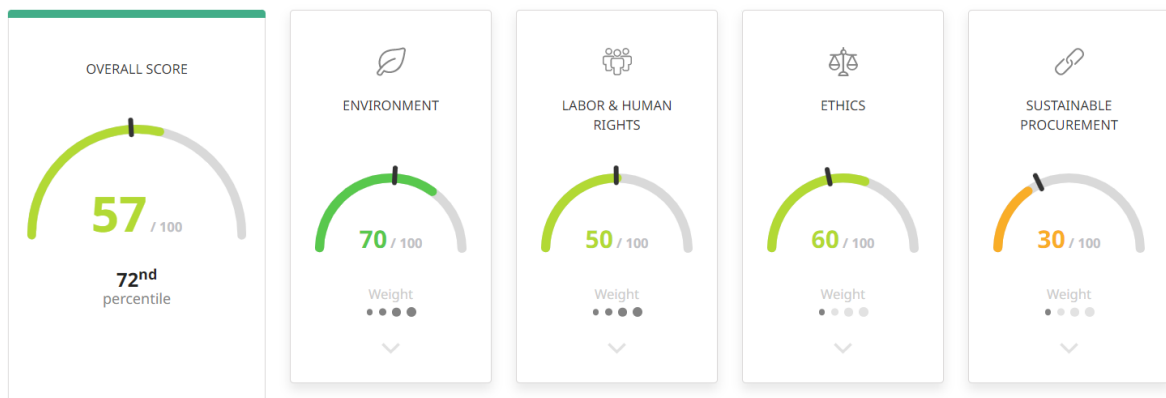 OVERALL SCORE
57 / 100
72nd
percentile
ENVIRONMENT
70 / 100
Weight
LABOR & HUMAN
RIGHTS
50 / 100
Weight
ETHICS
60 / 100
Weight
SUSTAINABLE
PROCUREMENT
30 / 100
Weight